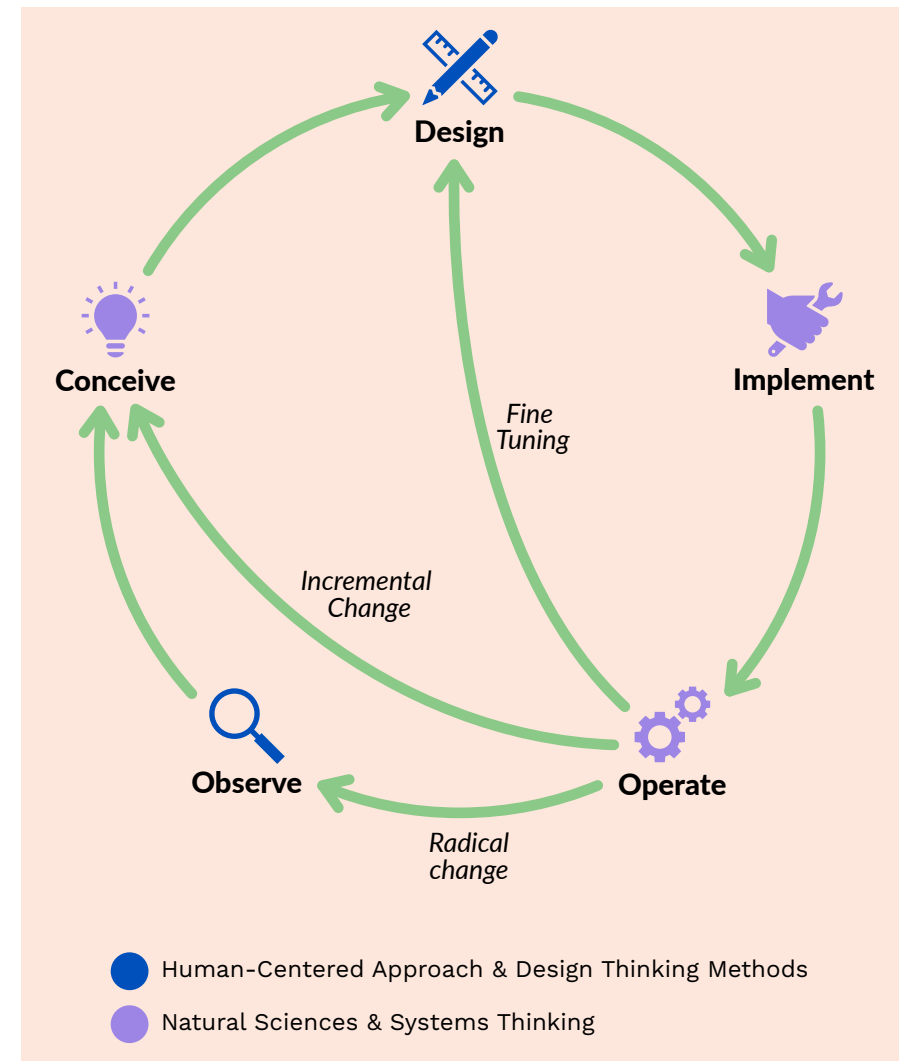 Design
Conceive
Implement
Fine
Tuning
Incremental
Change
Observe
Operate
Radical
change
Human-Centered Approach & Design Thinking Methods
Natural Sciences & Systems Thinking